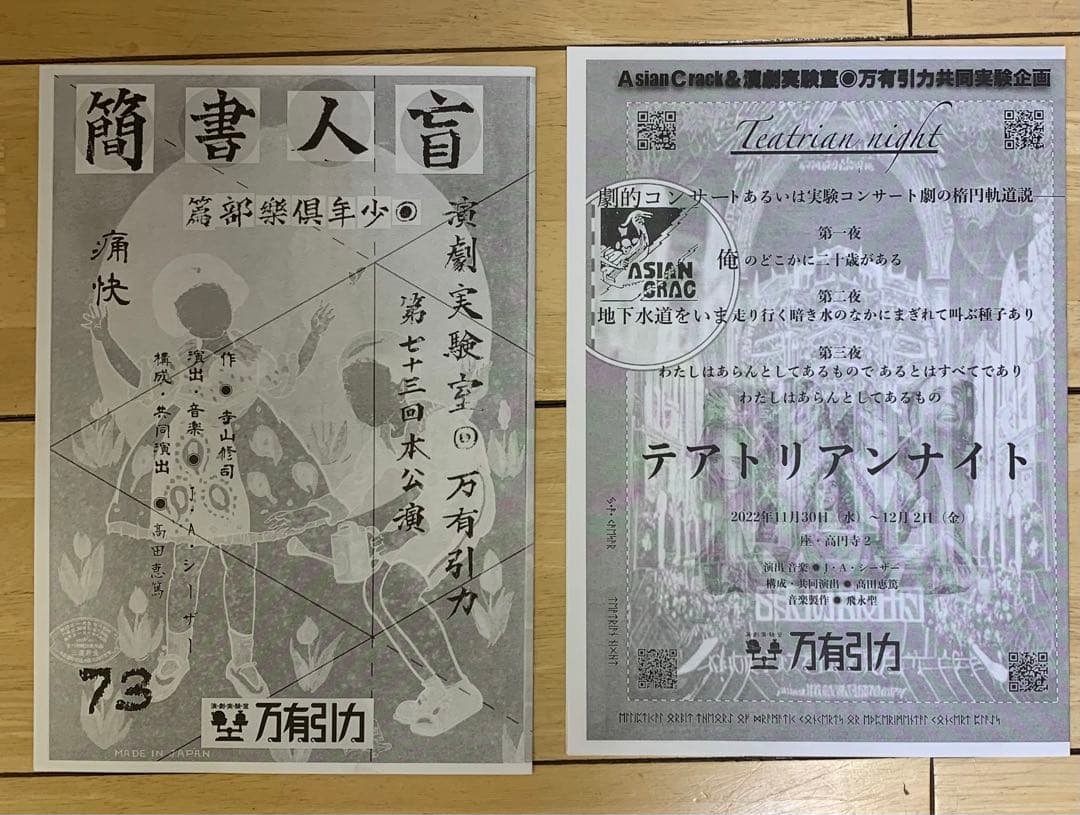 盲人書簡
◉少年倶樂部篇
演劇実験室◉万有引力
第七十三回本公演
痛快
作◉寺山修司
演出・音楽◉J・A・シーザー
構成・共同演出◉高田恵篤
73
演劇実験室
万有引力
MADE IN JAPAN
AsianCrack&演劇実験室◉万有引力共同実験企画
Teatrian night
劇的コンサートあるいは実験コンサート劇の楕円軌道説
ASIAN
CRAC
第一夜
俺のどこかに二十歳がある
第二夜
地下水道をいま走り行く暗き水のなかにまぎれて叫ぶ種子あり
第三夜
わたしはあらんとしてあるもので あるとはすべてであり
わたしはあらんとしてあるもの
テアトリアンナイト
2022年11月30日（水）〜12月2日（金）
座・高円寺2
演出 音楽◉J・A・シーザー
構成・共同演出◉高田恵篤
音楽製作◉飛永聖
演劇実験室
万有引力